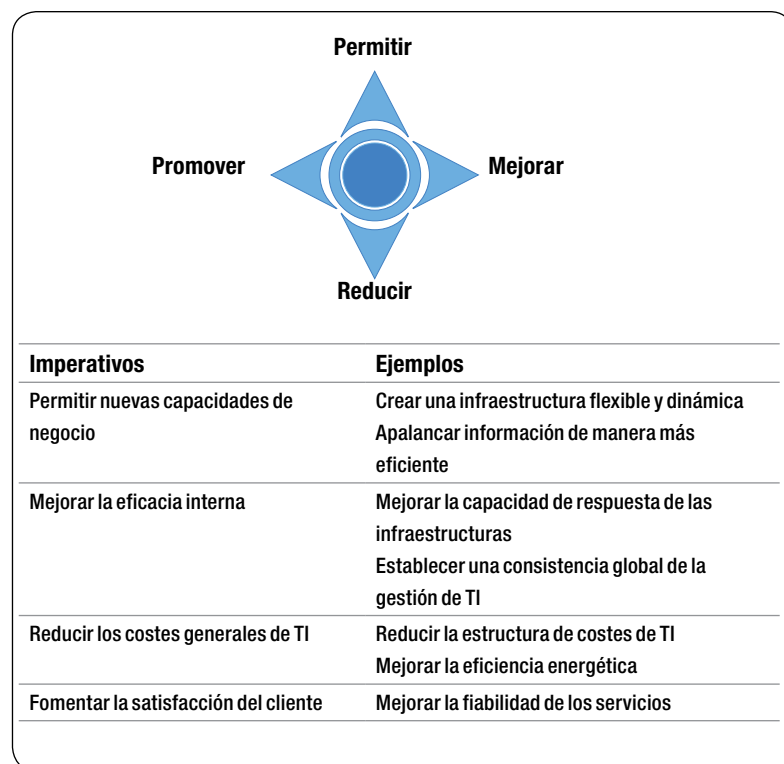 Permitir
Promover
Mejorar
Reducir
Imperativos
Ejemplos
Permitir nuevas capacidades de
negocio
Crear una infraestructura flexible y dinámica
Apalancar información de manera más
eficiente
Mejorar la eficacia interna
Mejorar la capacidad de respuesta de las
infraestructuras
Establecer una consistencia global de la
gestión de TI
Reducir los costes generales de TI
Reducir la estructura de costes de TI
Mejorar la eficiencia energética
Fomentar la satisfacción del cliente
Mejorar la fiabilidad de los servicios